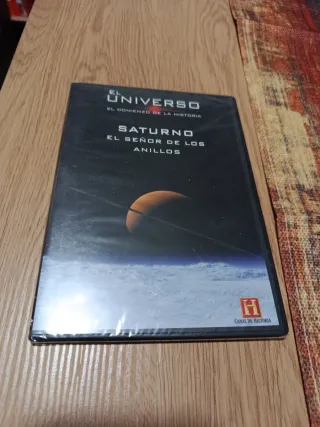 EL
UNIVERSO
EL COMIENZO DE LA HISTORIA
SATURNO
EL SEÑOR DE LOS
ANILLOS
H
CANAL DE HISTORIA